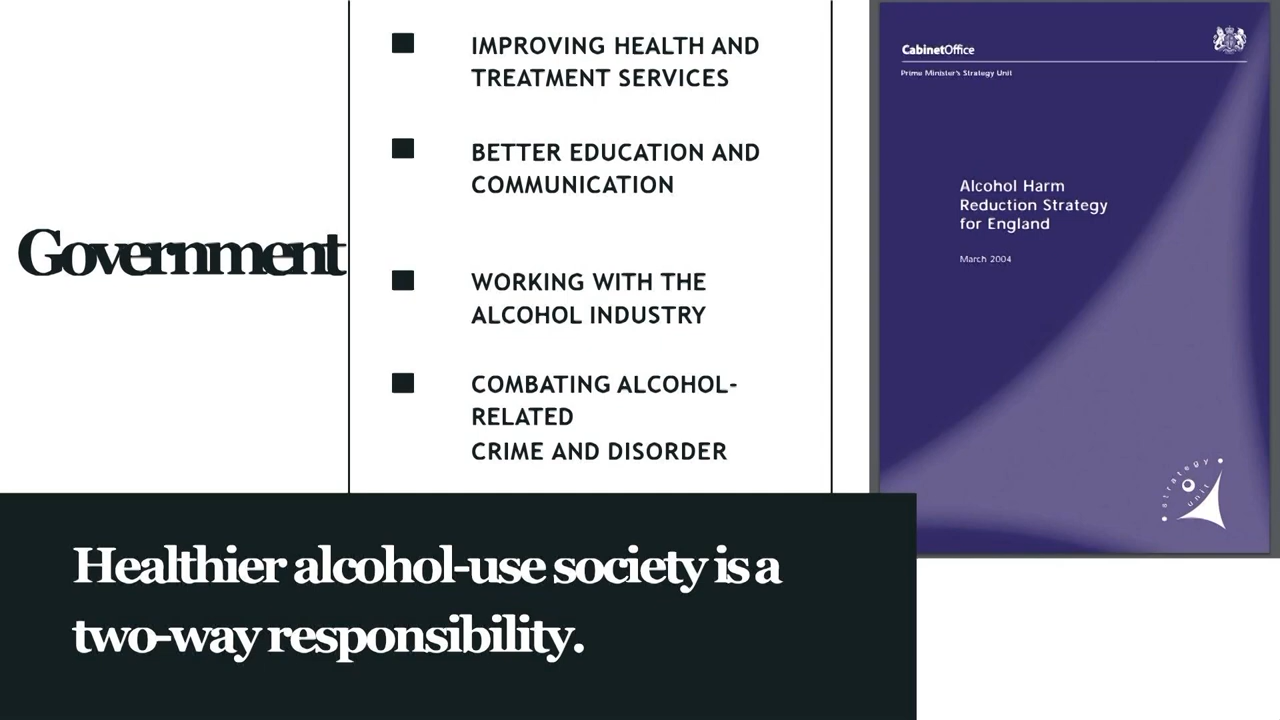 Government
IMPROVING HEALTH AND
TREATMENT SERVICES
BETTER EDUCATION AND
COMMUNICATION
WORKING WITH THE
ALCOHOL INDUSTRY
COMBATING ALCOHOL-
RELATED
CRIME AND DISORDER
CabinetOffice
Prime Minister's Strategy Unit
Alcohol Harm
Reduction Strategy
for England
March 2004
strategy
unit
Healthier alcohol-use society is a
two-way responsibility.